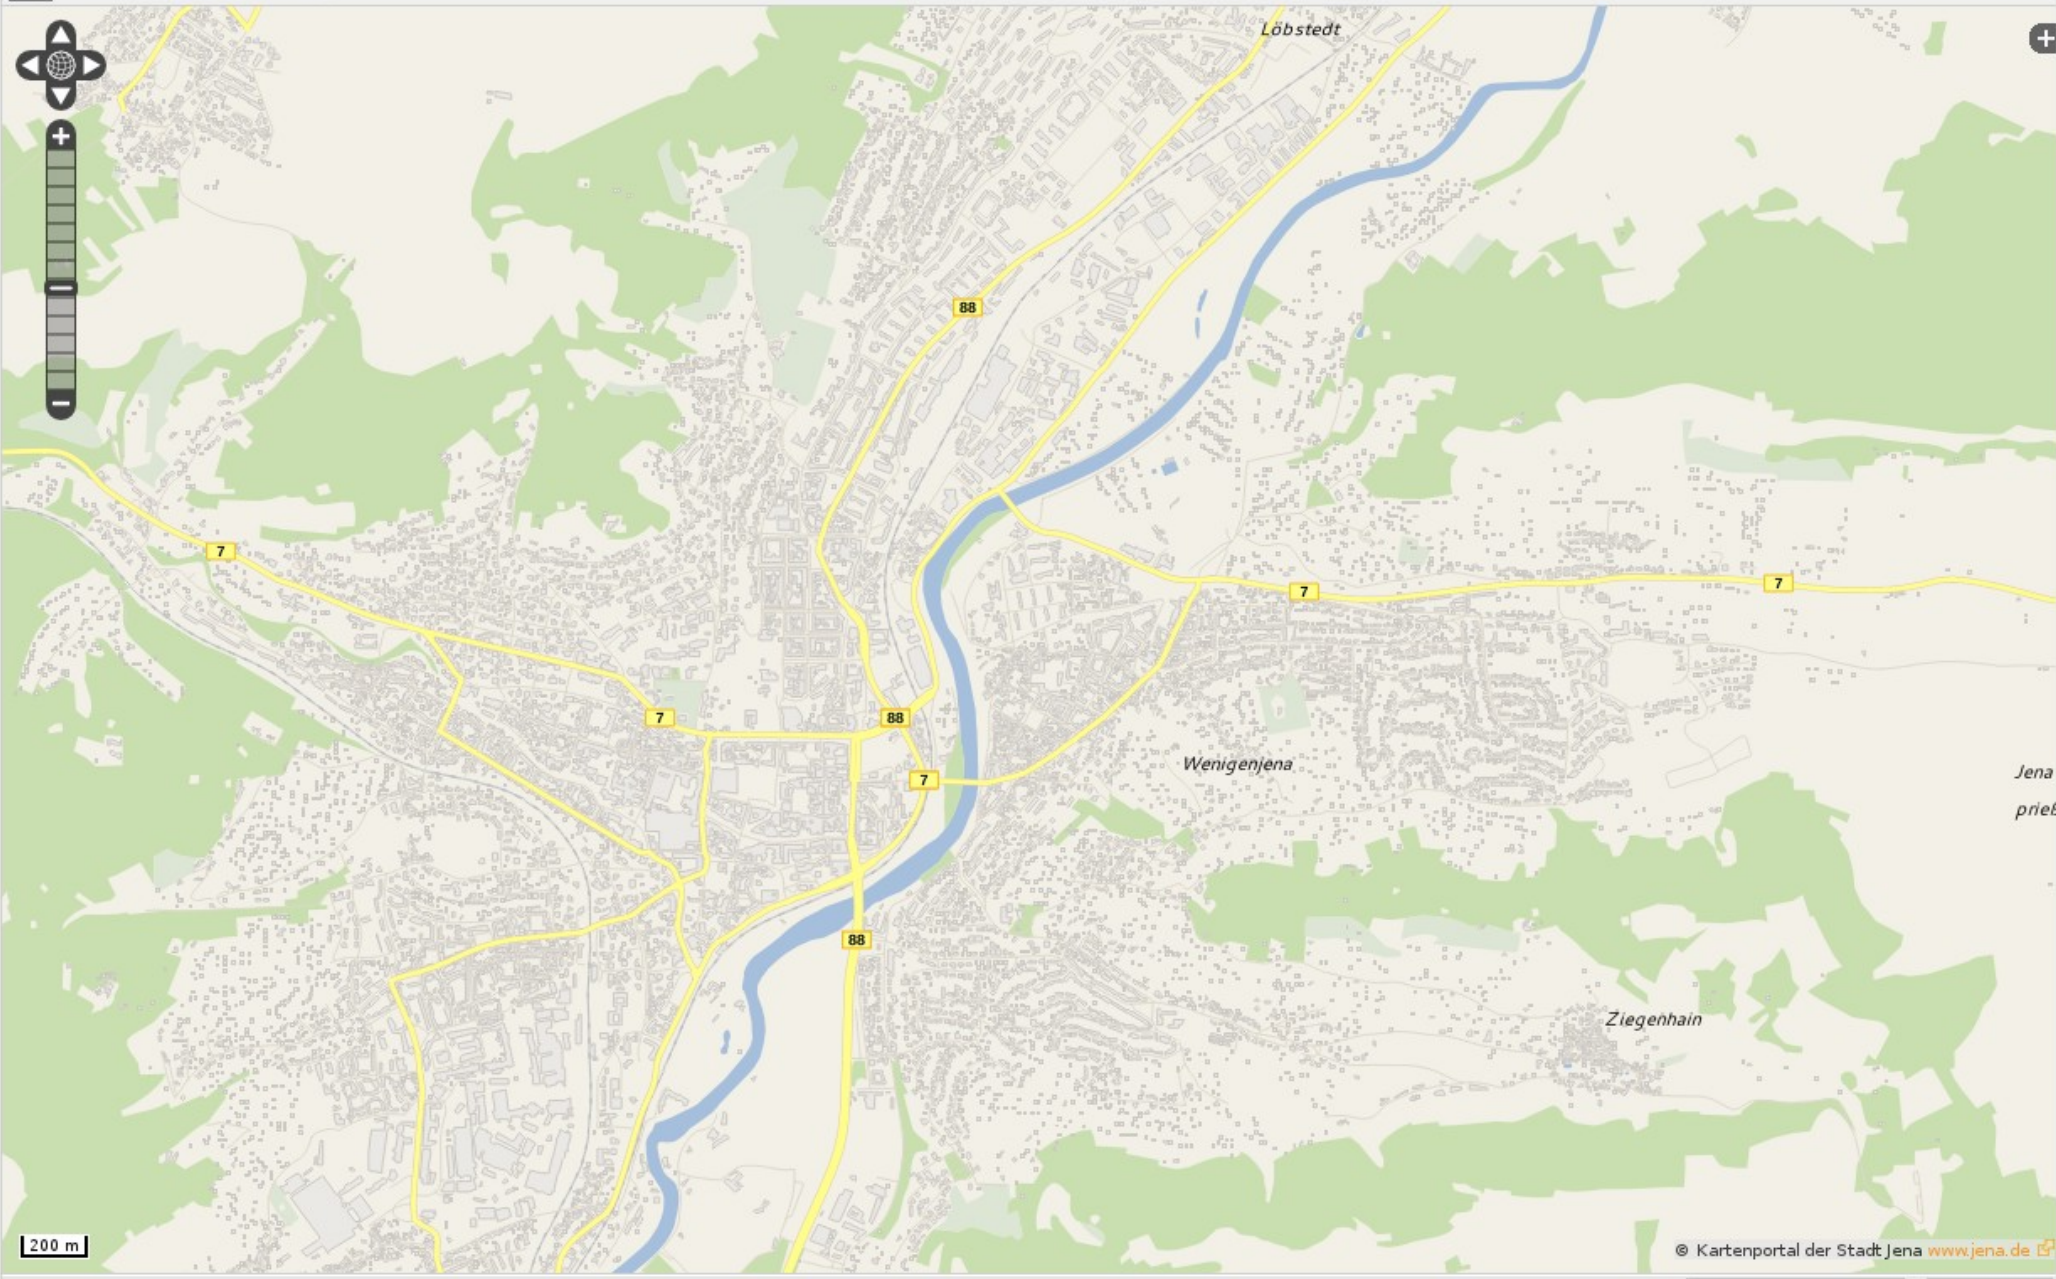 Löbstedt
88
7
7
7
7
88
7
Wenigenjena
Jena
prieß
88
Ziegenhain
200 m
© Kartenportal der Stadt Jena www.jena.de